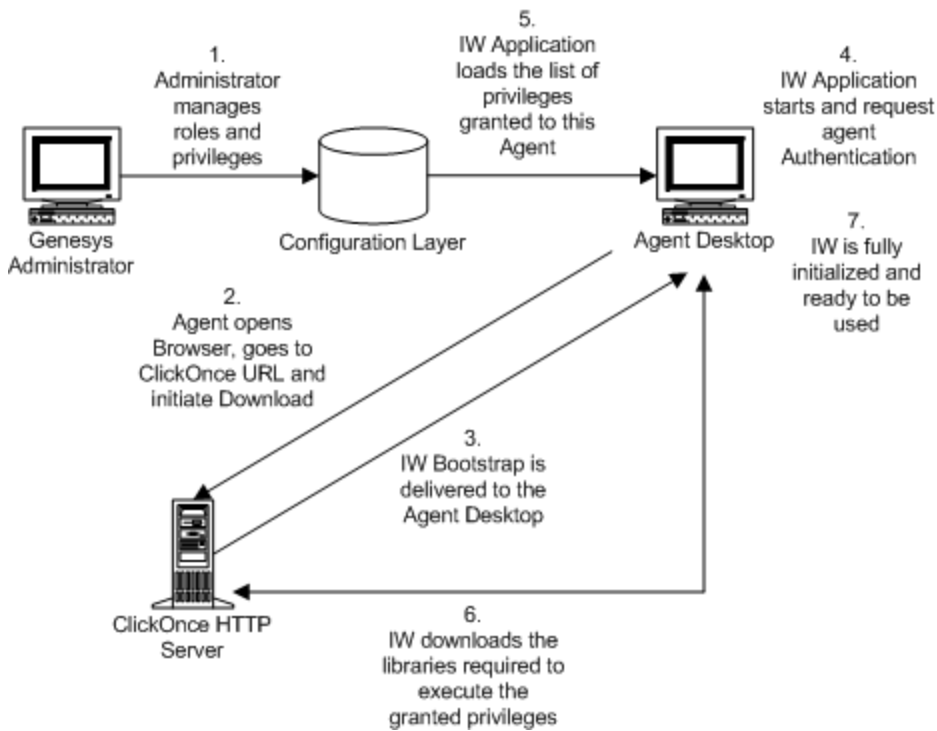 1.
Administrator
manages
roles and
privileges
5.
IW Application
loads the list of
privileges
granted to this
Agent
4.
IW Application
starts and request
agent
Authentication
Genesys
Administrator
Configuration Layer
Agent Desktop
7.
IW is fully
initialized and
ready to be
used
2.
Agent opens
Browser, goes to
ClickOnce URL and
initiate Download
3.
IW Bootstrap is
delivered to the
Agent Desktop
ClickOnce HTTP
Server
6.
IW downloads the
libraries required to
execute the
granted privileges